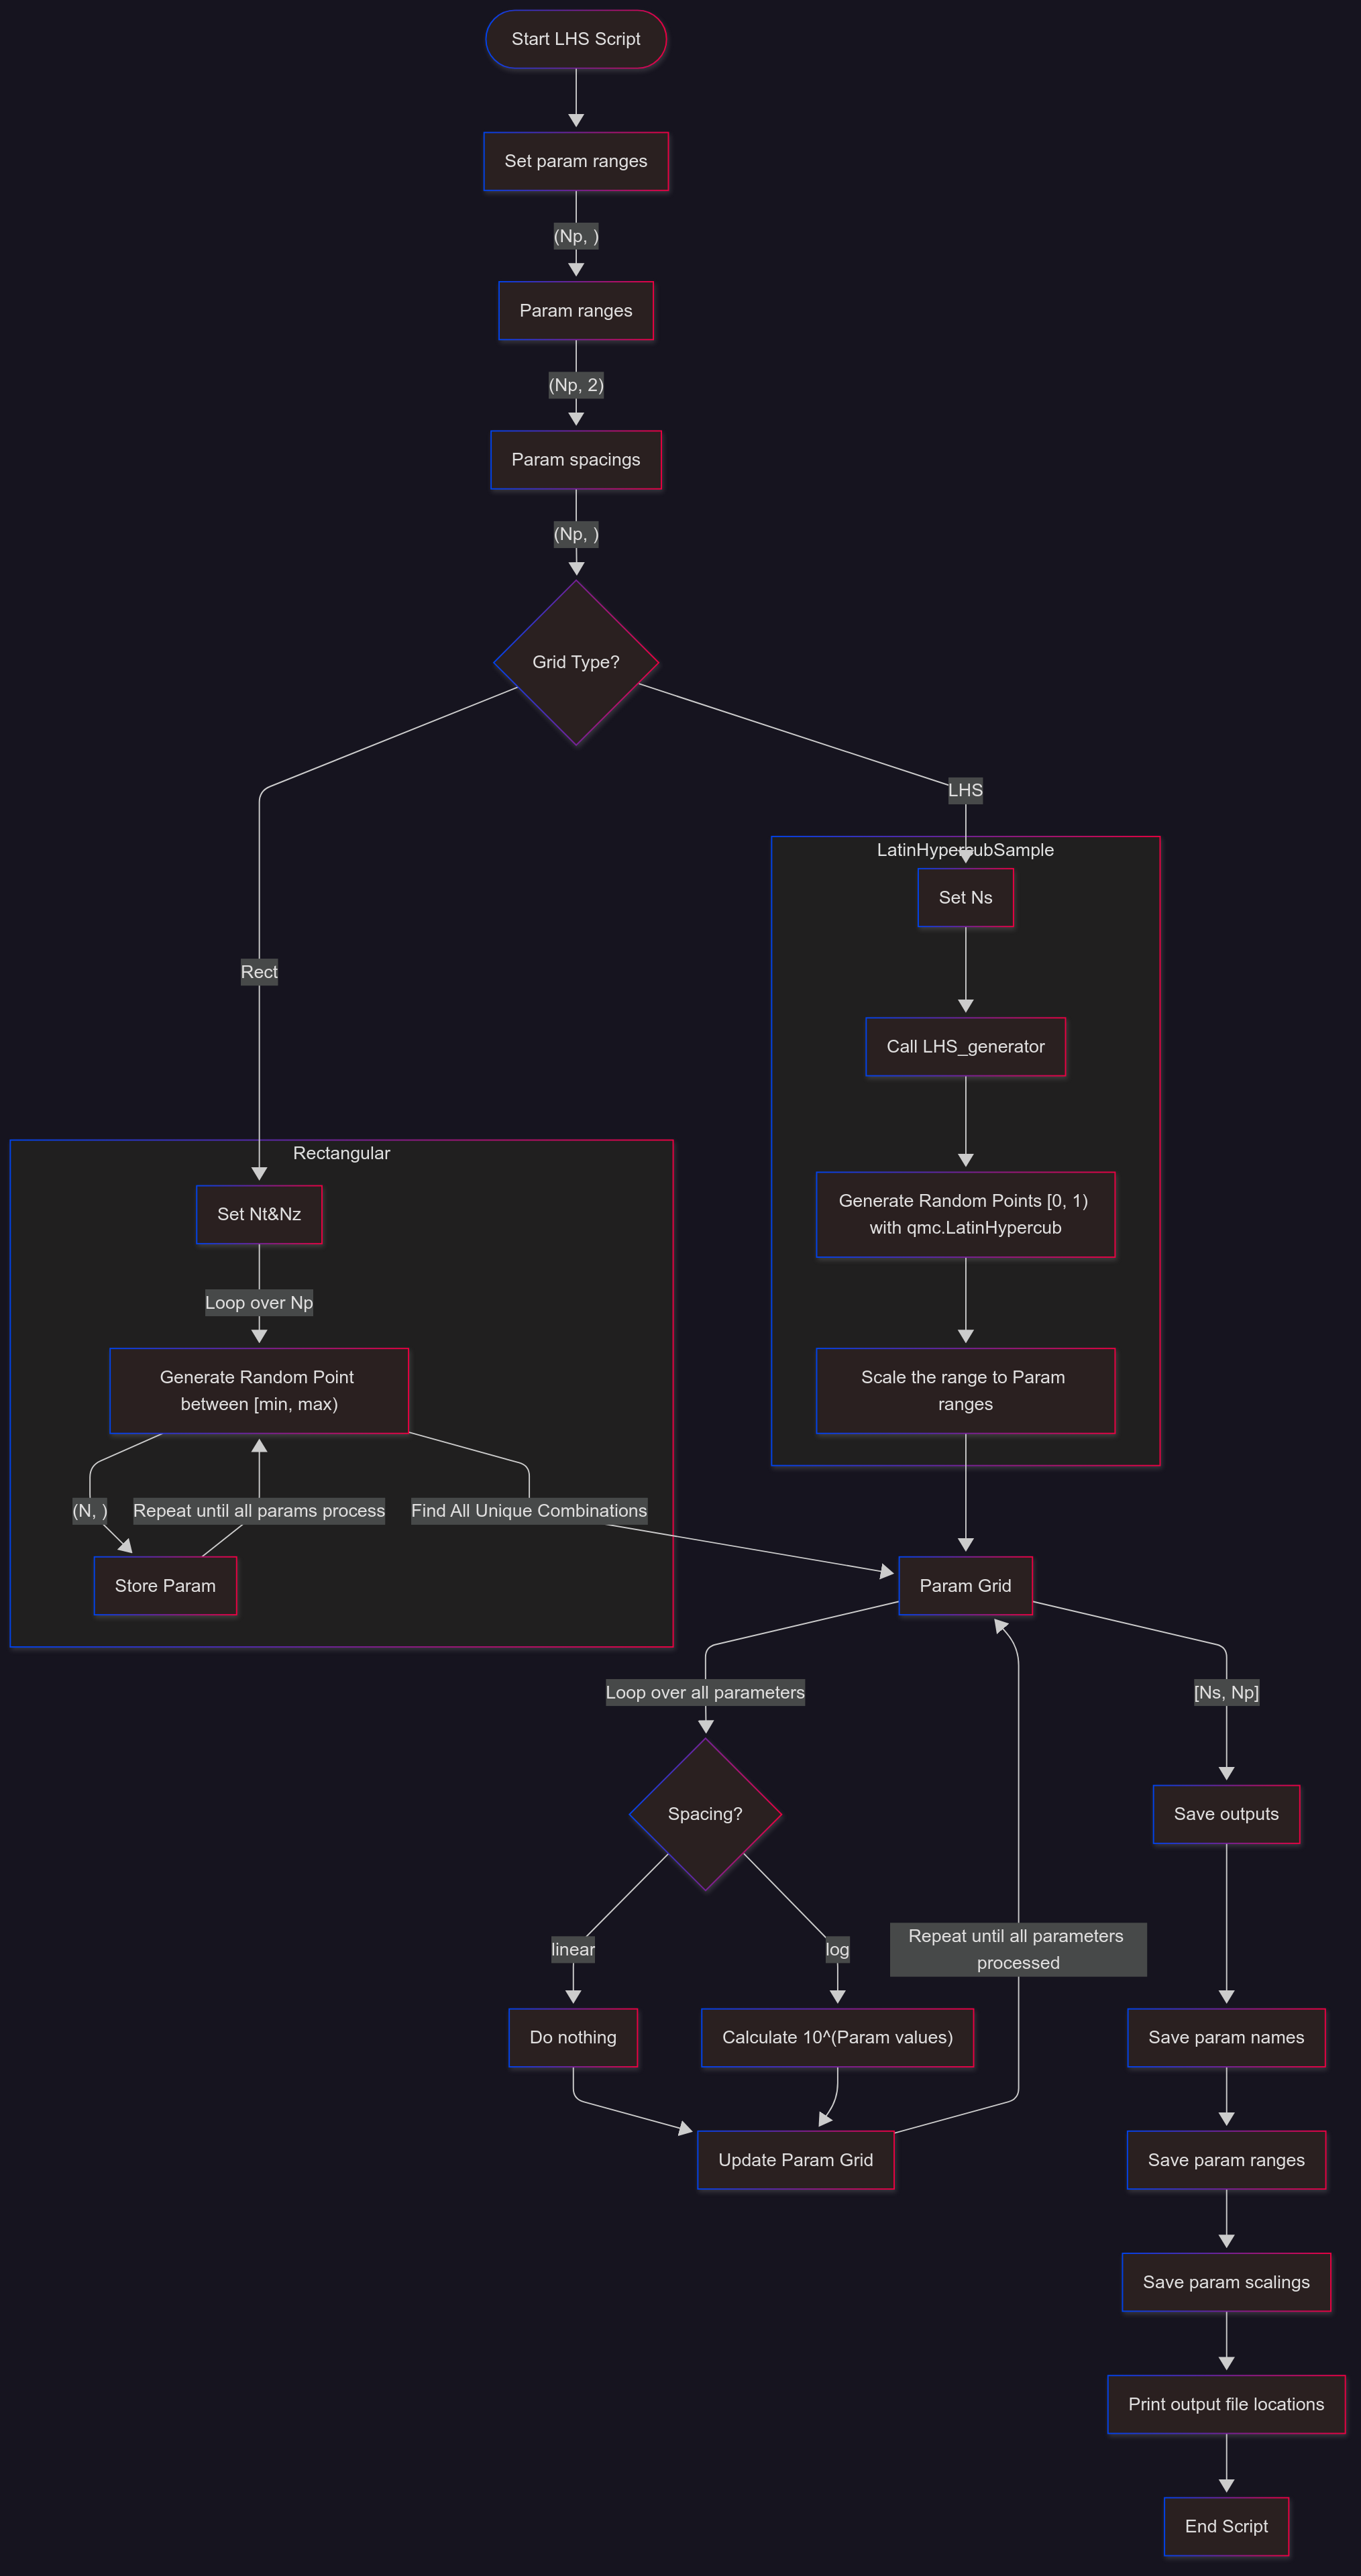 Start LHS Script
Set param ranges
(Np, )
Param ranges
(Np, 2)
Param spacings
(Np, )
Grid Type?
LHS
LatinHypercubSample
Set Ns
Rect
Call LHS_generator
Rectangular
Set Nt&Nz
Generate Random Points [0, 1)
with qmc.LatinHypercub
Loop over Np
Generate Random Point
between [min, max)
Scale the range to Param
ranges
(N, )
Repeat until all params process
Find All Unique Combinations
Store Param
Param Grid
Loop over all parameters
[Ns, Np]
Spacing?
Save outputs
linear
log
Repeat until all parameters
processed
Do nothing
Calculate 10^(Param values)
Save param names
Update Param Grid
Save param ranges
Save param scalings
Print output file locations
End Script